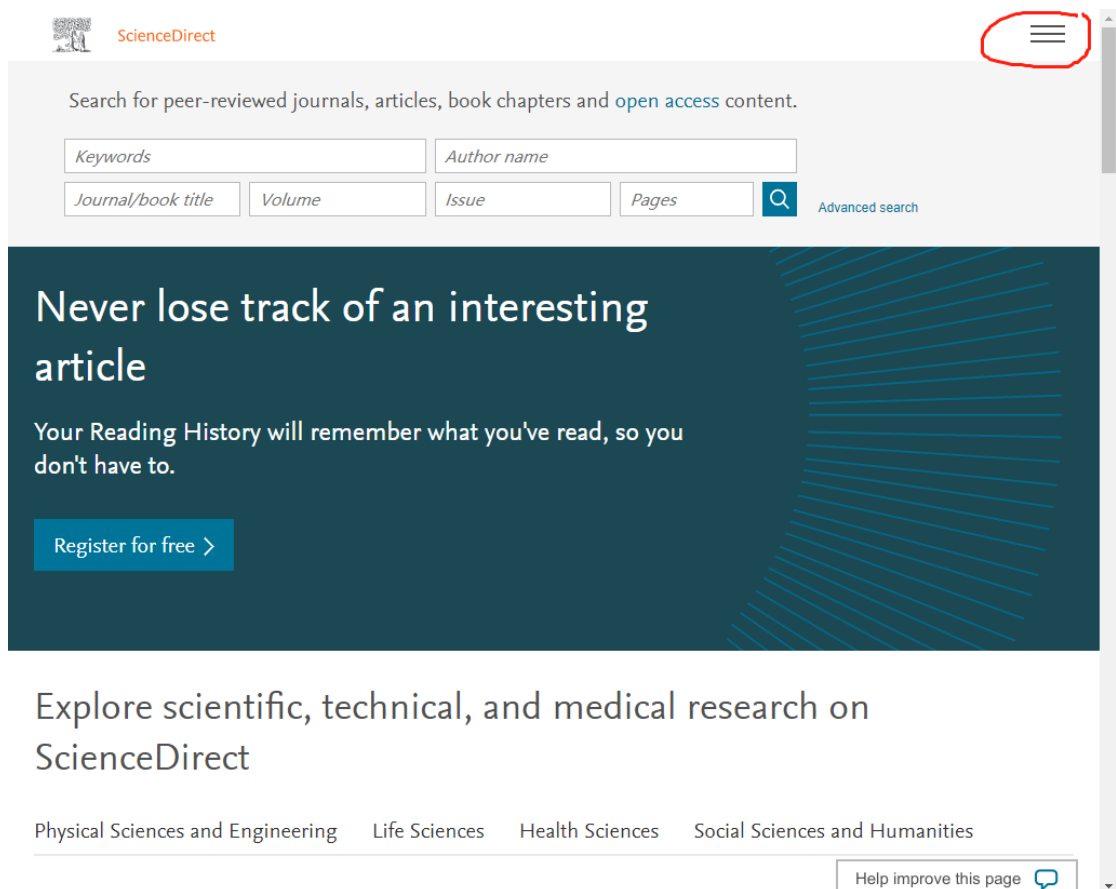 ScienceDirect
Search for peer-reviewed journals, articles, book chapters and open access content.
Keywords Author name
Journal/book title Volume Issue Pages Advanced search
Never lose track of an interesting
article
Your Reading History will remember what you've read, so you
don't have to.
Register for free >
Explore scientific, technical, and medical research on
ScienceDirect
Physical Sciences and Engineering Life Sciences Health Sciences Social Sciences and Humanities
Help improve this page